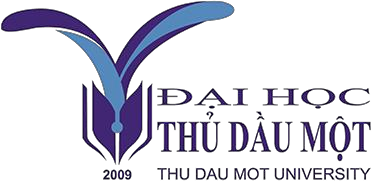 ĐẠI HỌC
THỦ DẦU MỘT
2009 THU DAU MOT UNIVERSITY